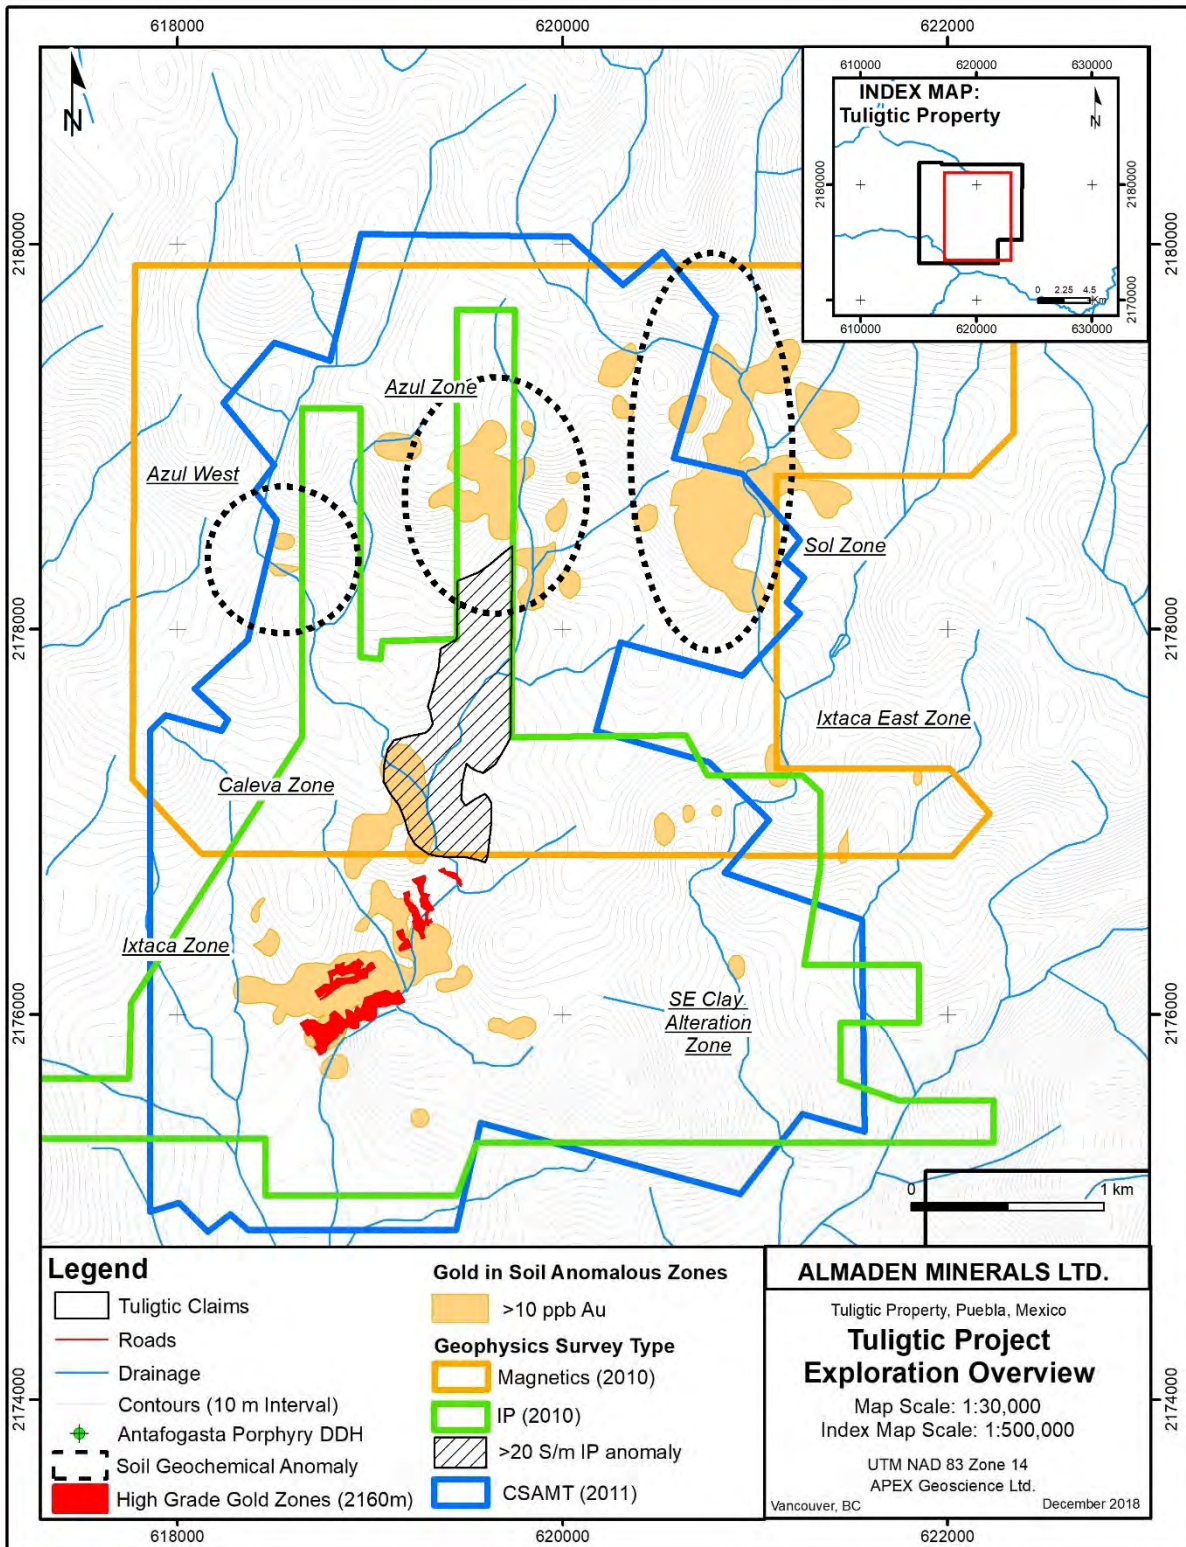 618000
620000
622000
N
610000
620000
630000
INDEX MAP:
Tuligtic Property
N
2180000
2180000
2170000
0 2.25 4.5
Km
610000
620000
630000
2180000
2180000
Azul Zone
Azul West
Sol Zone
2178000
2178000
Ixtaca East Zone
Caleva Zone
Ixtaca Zone
SE Clay
Alteration
Zone
2176000
2176000
0 1 km
Legend
Tuligtic Claims
Roads
Drainage
Contours (10 m Interval)
Antafogasta Porphyry DDH
Soil Geochemical Anomaly
High Grade Gold Zones (2160m)
Gold in Soil Anomalous Zones
>10 ppb Au
Geophysics Survey Type
Magnetics (2010)
IP (2010)
>20 S/m IP anomaly
CSAMT (2011)
ALMADEN MINERALS LTD.
Tuligtic Property, Puebla, Mexico
Tuligtic Project
Exploration Overview
Map Scale: 1:30,000
Index Map Scale: 1:500,000
UTM NAD 83 Zone 14
APEX Geoscience Ltd.
Vancouver, BC
December 2018
2174000
2174000
618000
620000
622000